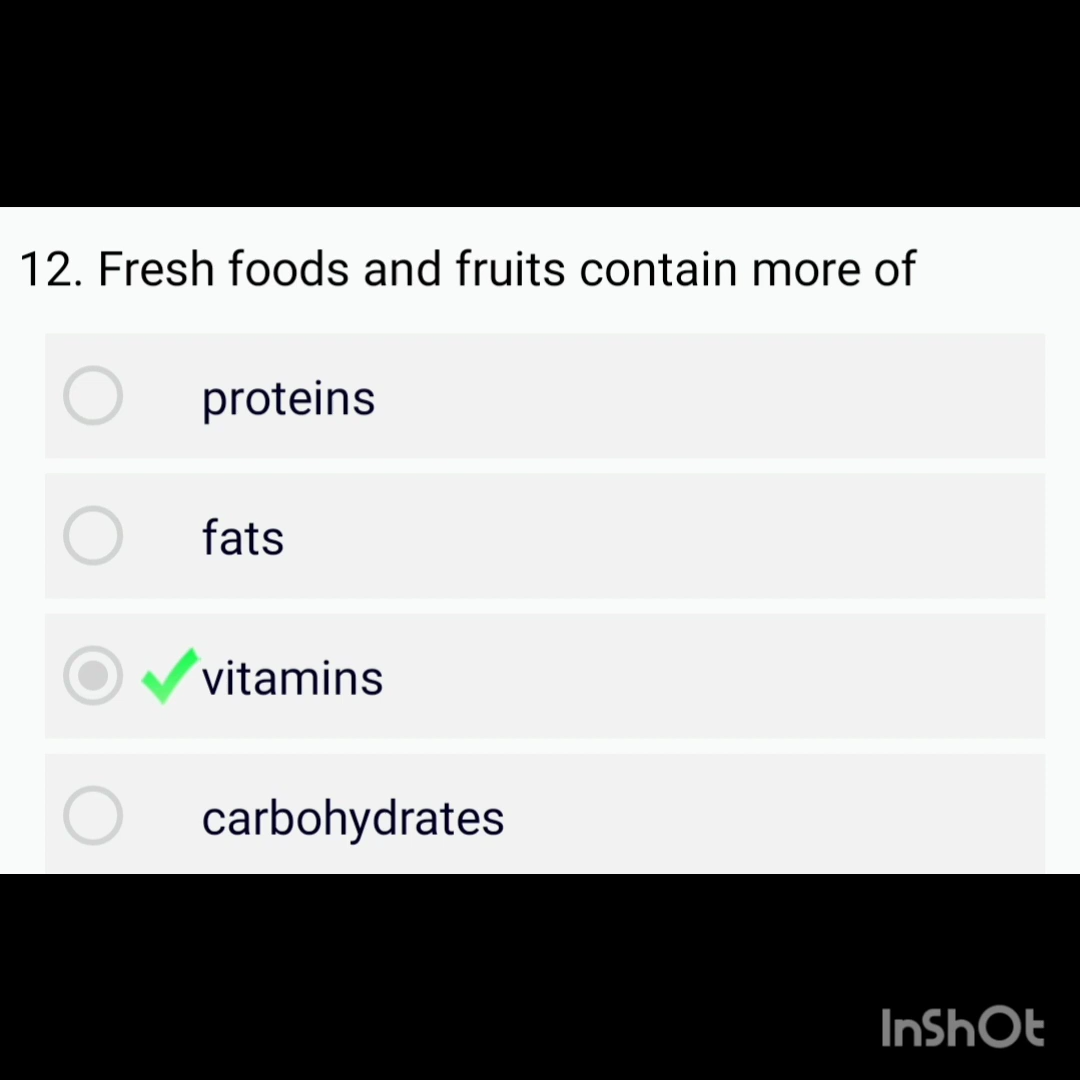 12. Fresh foods and fruits contain more of
proteins
fats
vitamins
carbohydrates
InShOt